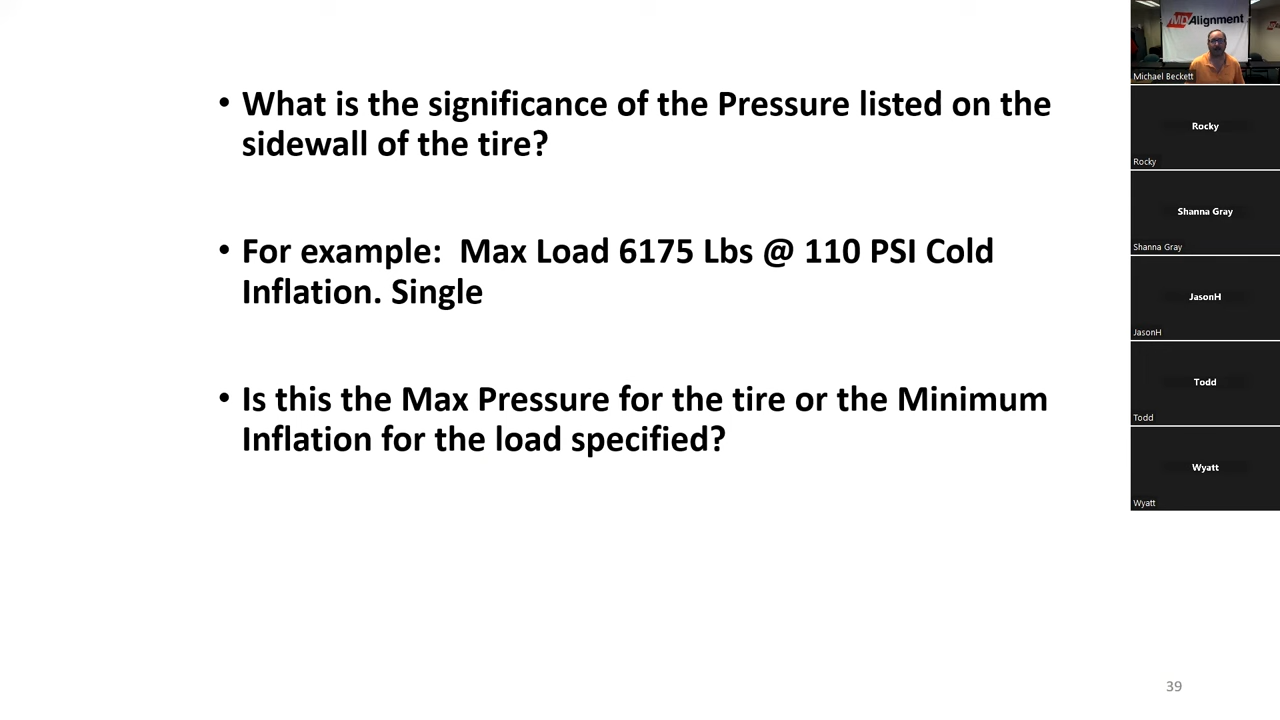 • What is the significance of the Pressure listed on the
sidewall of the tire?
• For example:  Max Load 6175 Lbs @ 110 PSI Cold
Inflation. Single
• Is this the Max Pressure for the tire or the Minimum
Inflation for the load specified?
39
MD Alignment
Michael Beckett
Rocky
Rocky
Shanna Gray
Shanna Gray
JasonH
JasonH
Todd
Todd
Wyatt
Wyatt